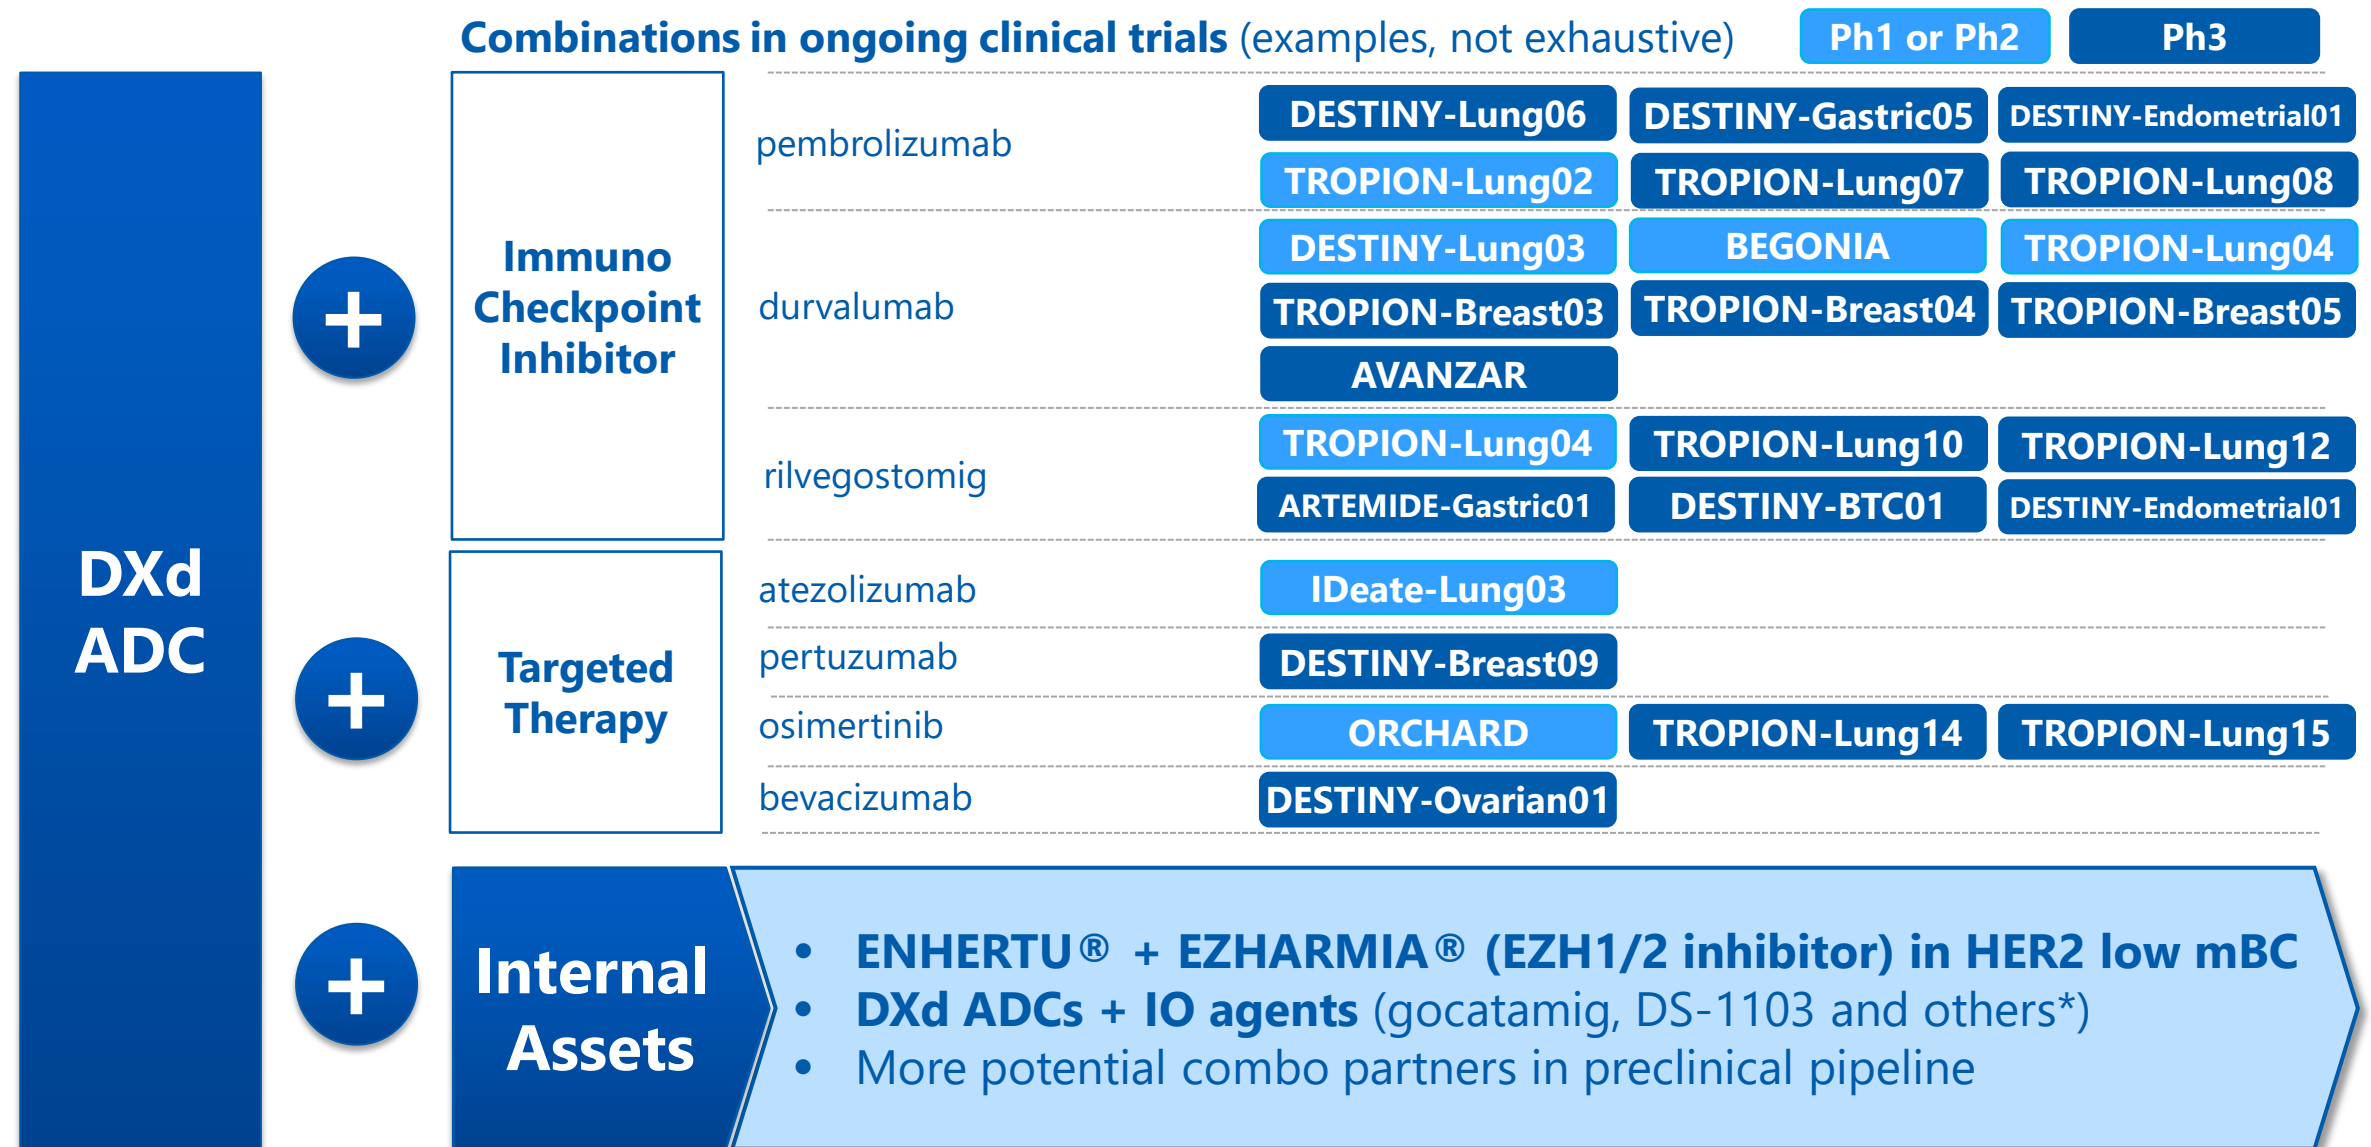 Combinations in ongoing clinical trials (examples, not exhaustive)
Ph1 or Ph2
Ph3
DXd
ADC
+
Immuno
Checkpoint
Inhibitor
pembrolizumab
DESTINY-Lung06
DESTINY-Gastric05
DESTINY-Endometrial01
TROPION-Lung02
TROPION-Lung07
TROPION-Lung08
durvalumab
DESTINY-Lung03
BEGONIA
TROPION-Lung04
TROPION-Breast03
TROPION-Breast04
TROPION-Breast05
AVANZAR
rilvegostomig
TROPION-Lung04
TROPION-Lung10
TROPION-Lung12
ARTEMIDE-Gastric01
DESTINY-BTC01
DESTINY-Endometrial01
+
Targeted
Therapy
atezolizumab
IDeate-Lung03
pertuzumab
DESTINY-Breast09
osimertinib
ORCHARD
TROPION-Lung14
TROPION-Lung15
bevacizumab
DESTINY-Ovarian01
+
Internal
Assets
• ENHERTU® + EZHARMIA® (EZH1/2 inhibitor) in HER2 low mBC
• DXd ADCs + IO agents (gocatamig, DS-1103 and others*)
• More potential combo partners in preclinical pipeline